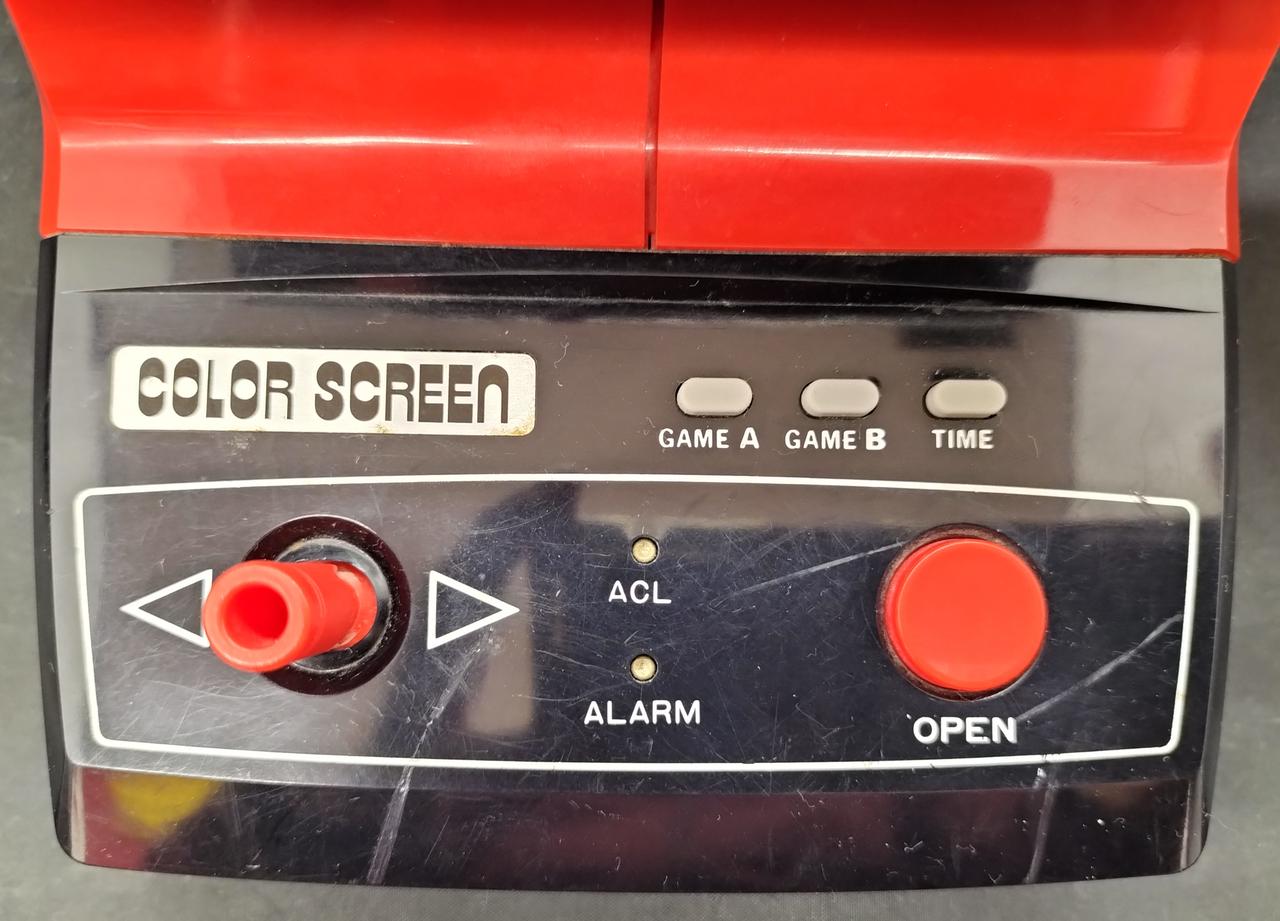 COLOR SCREEN
GAME A GAME B TIME
ACL
ALARM
OPEN